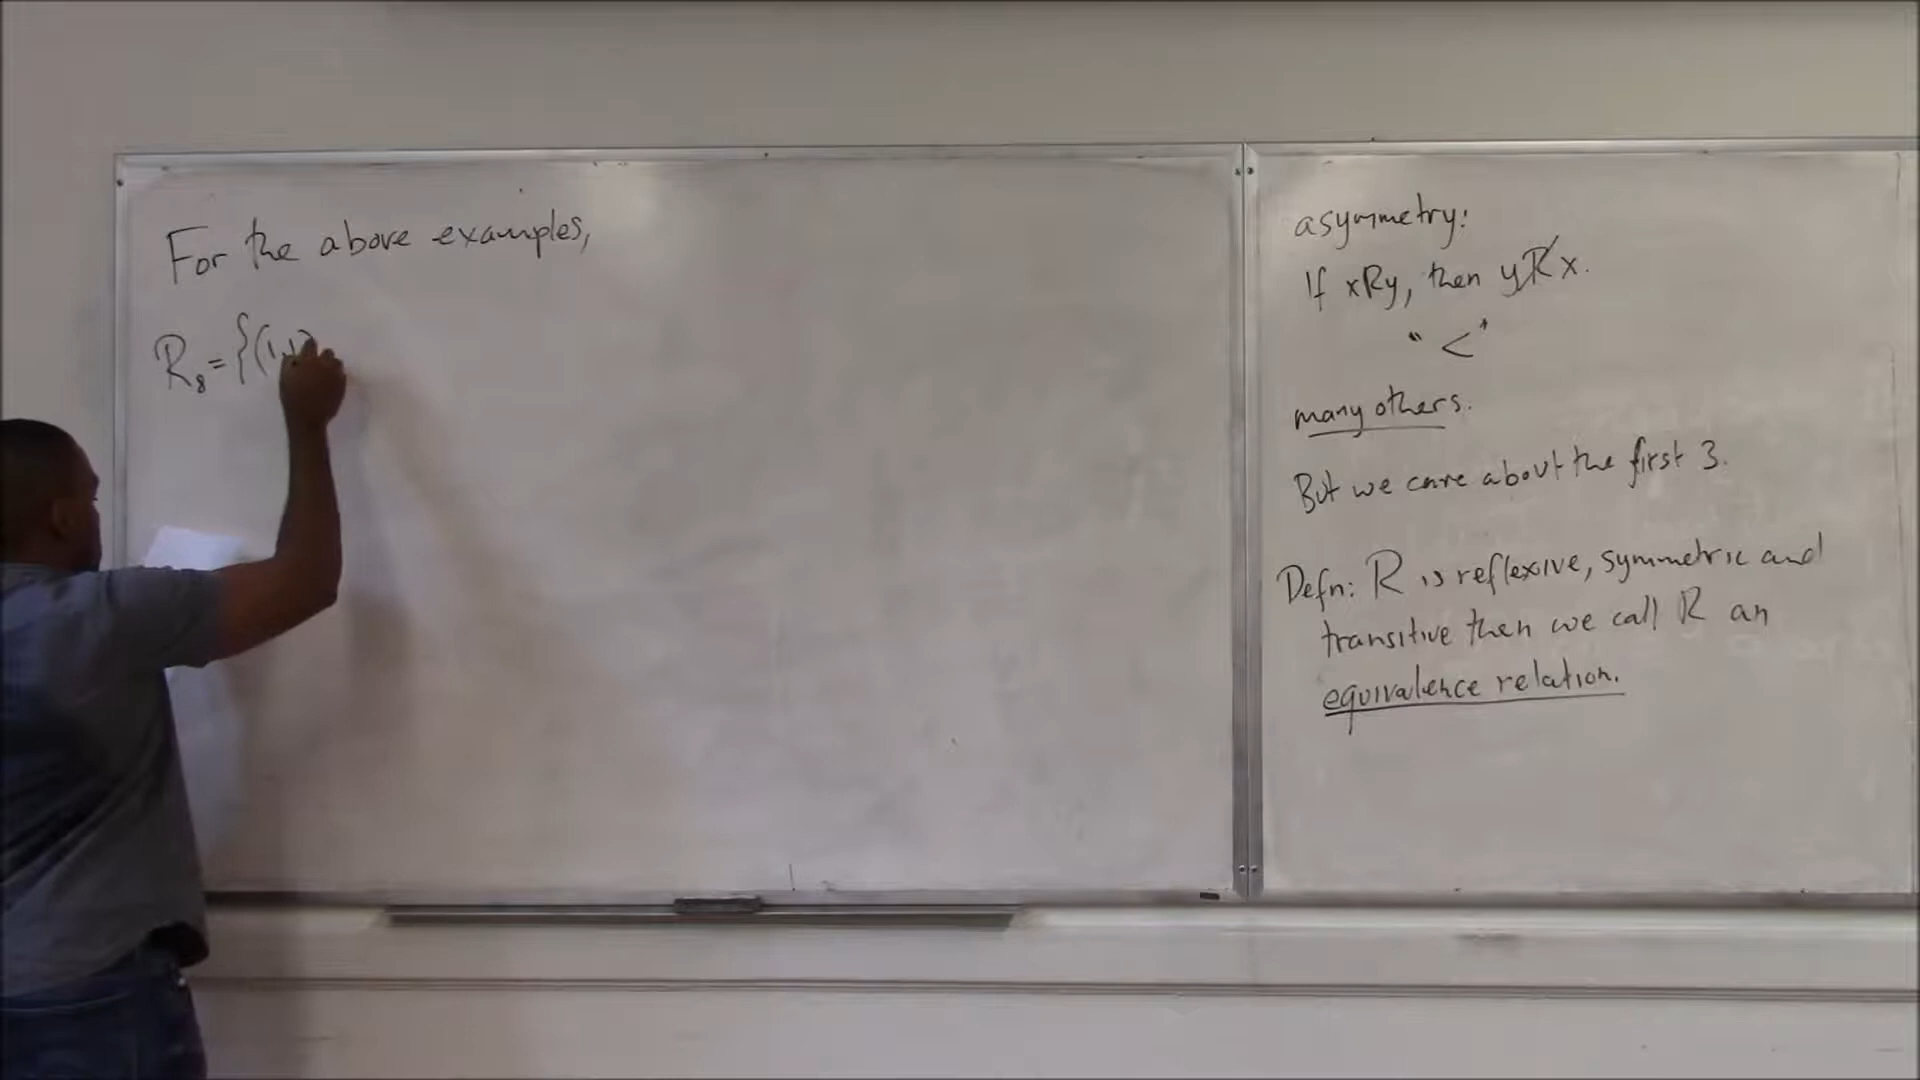 For the above examples,
R₈ = {(1,1)
asymmetry:
If xRy, then yR̸x.
"<"
many others.
But we care about the first 3.
Defn: R is reflexive, symmetric and
transitive then we call R an
equivalence relation.